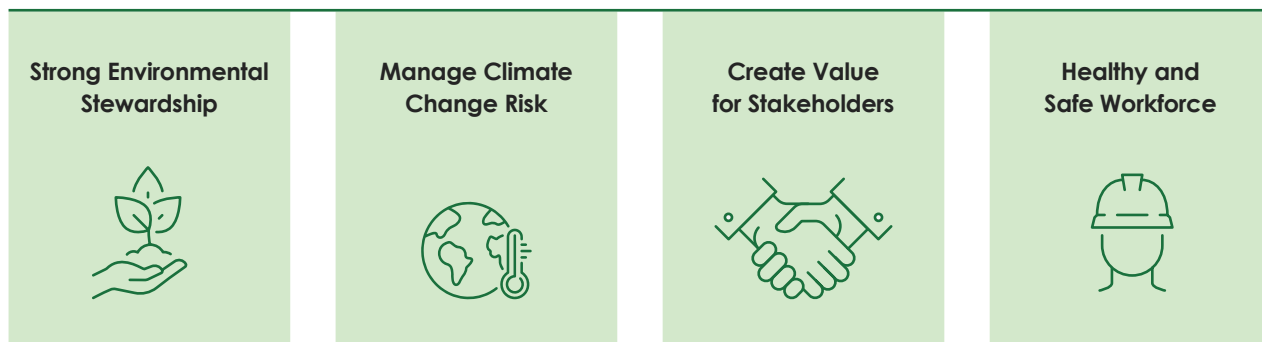 Strong Environmental
Stewardship
Manage Climate
Change Risk
Create Value
for Stakeholders
Healthy and
Safe Workforce